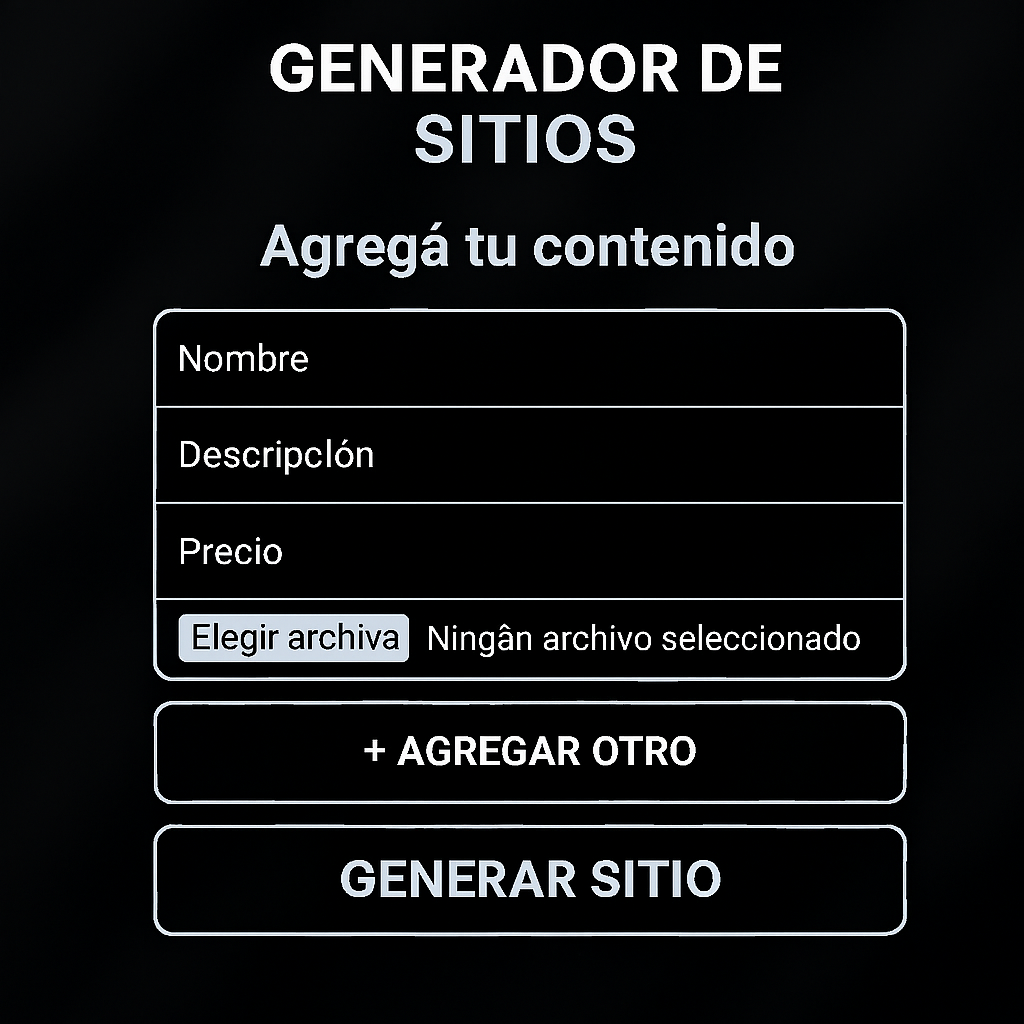 GENERADOR DE
SITIOS
Agregá tu contenido
Nombre
Descripclón
Precio
Elegir archiva Ningân archivo seleccionado
+ AGREGAR OTRO
GENERAR SITIO